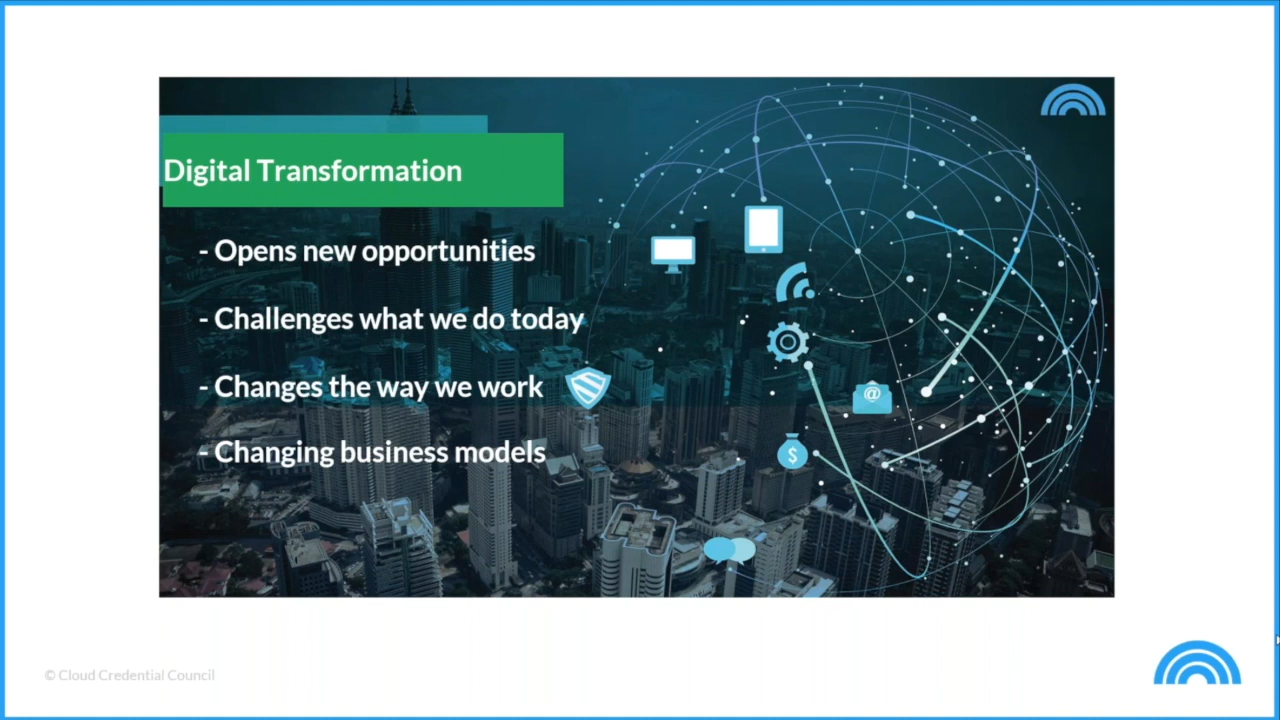 Digital Transformation
- Opens new opportunities
- Challenges what we do today
- Changes the way we work
- Changing business models
@
$
© Cloud Credential Council